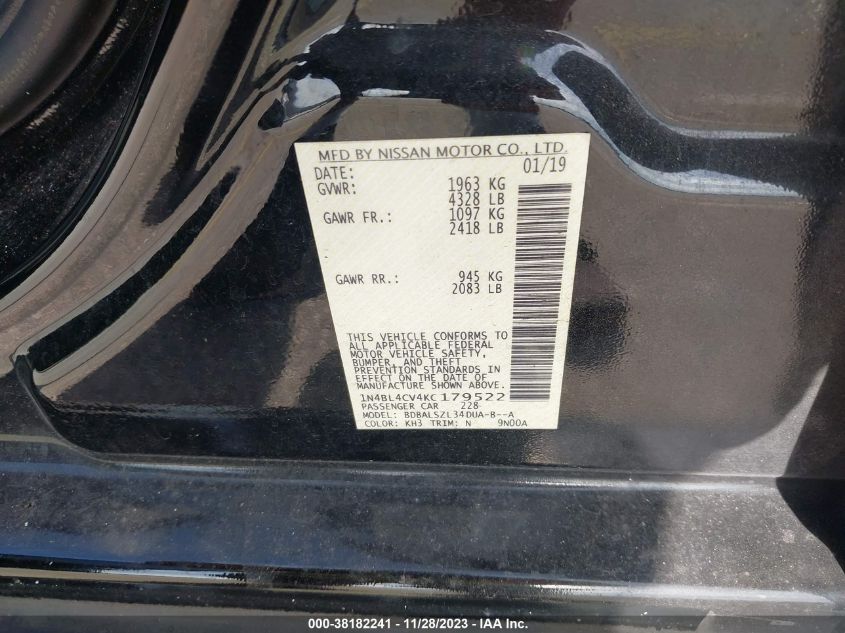 MFD BY NISSAN MOTOR CO., LTD.
DATE: 01/19
GVWR: 1963 KG
4328 LB
GAWR FR.: 1097 KG
2418 LB
GAWR RR.: 945 KG
2083 LB
THIS VEHICLE CONFORMS TO
ALL APPLICABLE FEDERAL
MOTOR VEHICLE SAFETY,
BUMPER, AND THEFT
PREVENTION STANDARDS IN
EFFECT ON THE DATE OF
MANUFACTURE SHOWN ABOVE.
1N4BL4CV4KC 179522
PASSENGER CAR 228
MODEL: BDBALSZL34DUA-B--A
COLOR: KH3 TRIM: N 9N00A
000-38182241 - 11/28/2023 - IAA Inc.